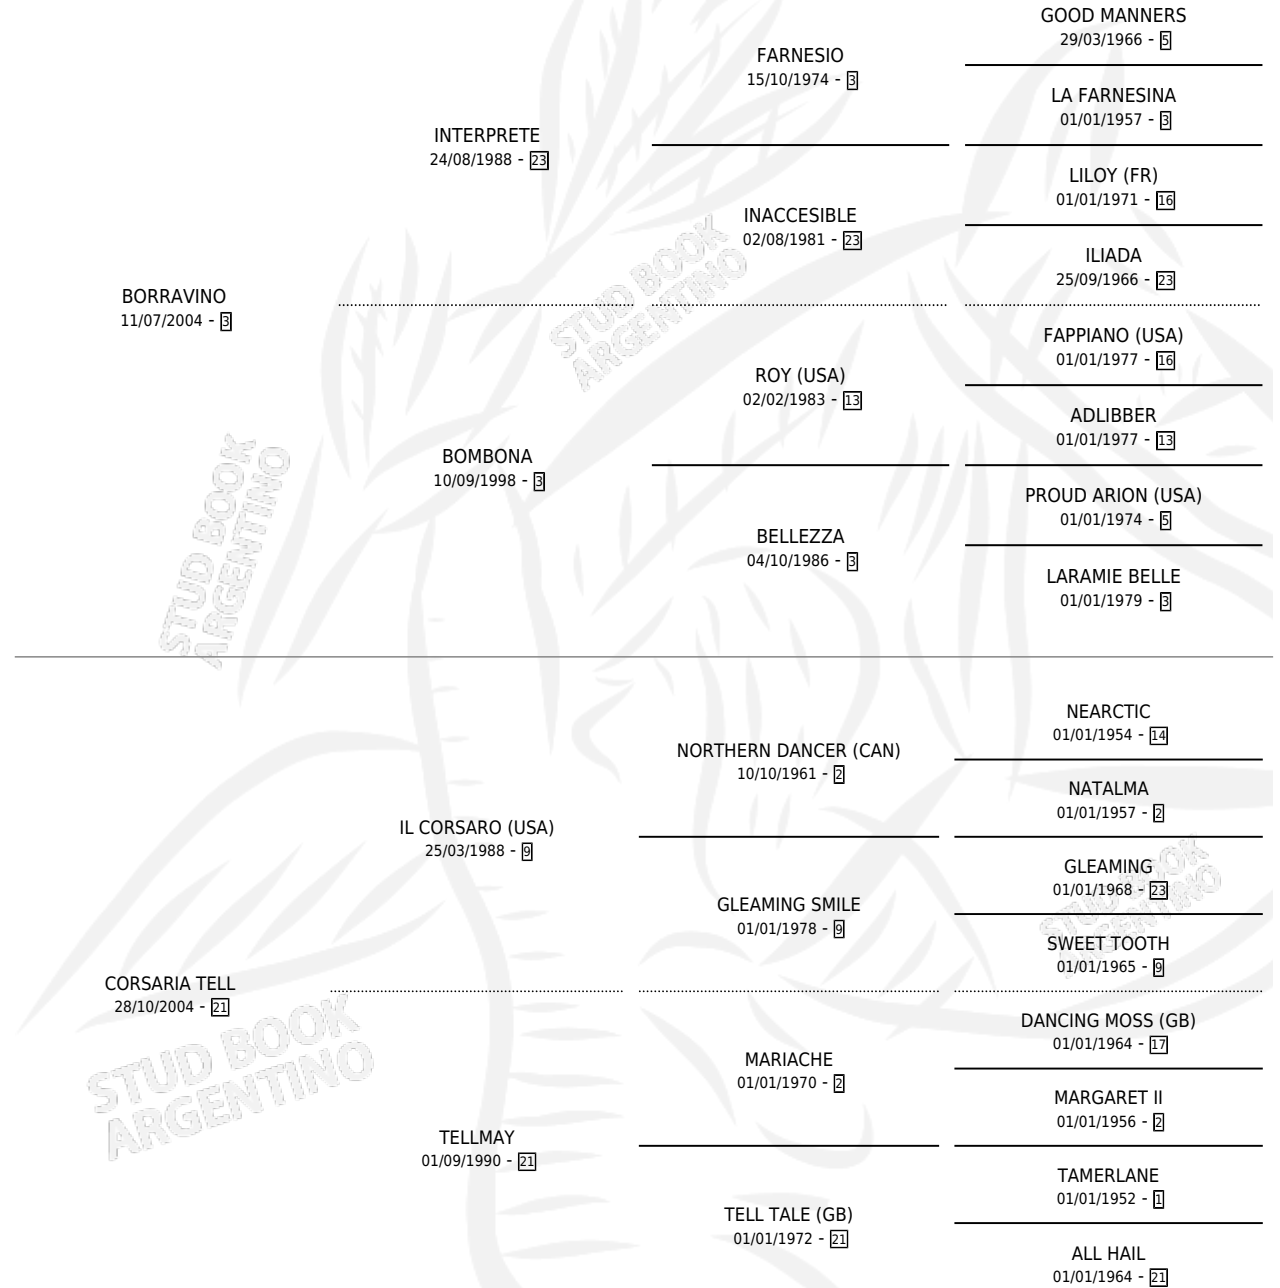 GOOD MANNERS
29/03/1966 - 5
FARNESIO
15/10/1974 - 3
LA FARNESINA
01/01/1957 - 3
INTERPRETE
24/08/1988 - 23
LILOY (FR)
01/01/1971 - 16
INACCESIBLE
02/08/1981 - 23
ILIADA
25/09/1966 - 23
BORRAVINO
11/07/2004 - 3
FAPPIANO (USA)
01/01/1977 - 16
ROY (USA)
02/02/1983 - 13
ADLIBBER
01/01/1977 - 13
BOMBONA
10/09/1998 - 3
PROUD ARION (USA)
01/01/1974 - 5
BELLEZZA
04/10/1986 - 3
LARAMIE BELLE
01/01/1979 - 3
NEARCTIC
01/01/1954 - 14
NORTHERN DANCER (CAN)
10/10/1961 - 2
NATALMA
01/01/1957 - 2
IL CORSARO (USA)
25/03/1988 - 9
GLEAMING
01/01/1968 - 23
GLEAMING SMILE
01/01/1978 - 9
SWEET TOOTH
01/01/1965 - 9
CORSARIA TELL
28/10/2004 - 21
DANCING MOSS (GB)
01/01/1964 - 17
MARIACHE
01/01/1970 - 2
MARGARET II
01/01/1956 - 2
TELLMAY
01/09/1990 - 21
TAMERLANE
01/01/1952 - 1
TELL TALE (GB)
01/01/1972 - 21
ALL HAIL
01/01/1964 - 21
STUD BOOK
ARGENTINO
STUD BOOK
ARGENTINO
STUD BOOK
ARGENTINO
STUD BOOK
ARGENTINO